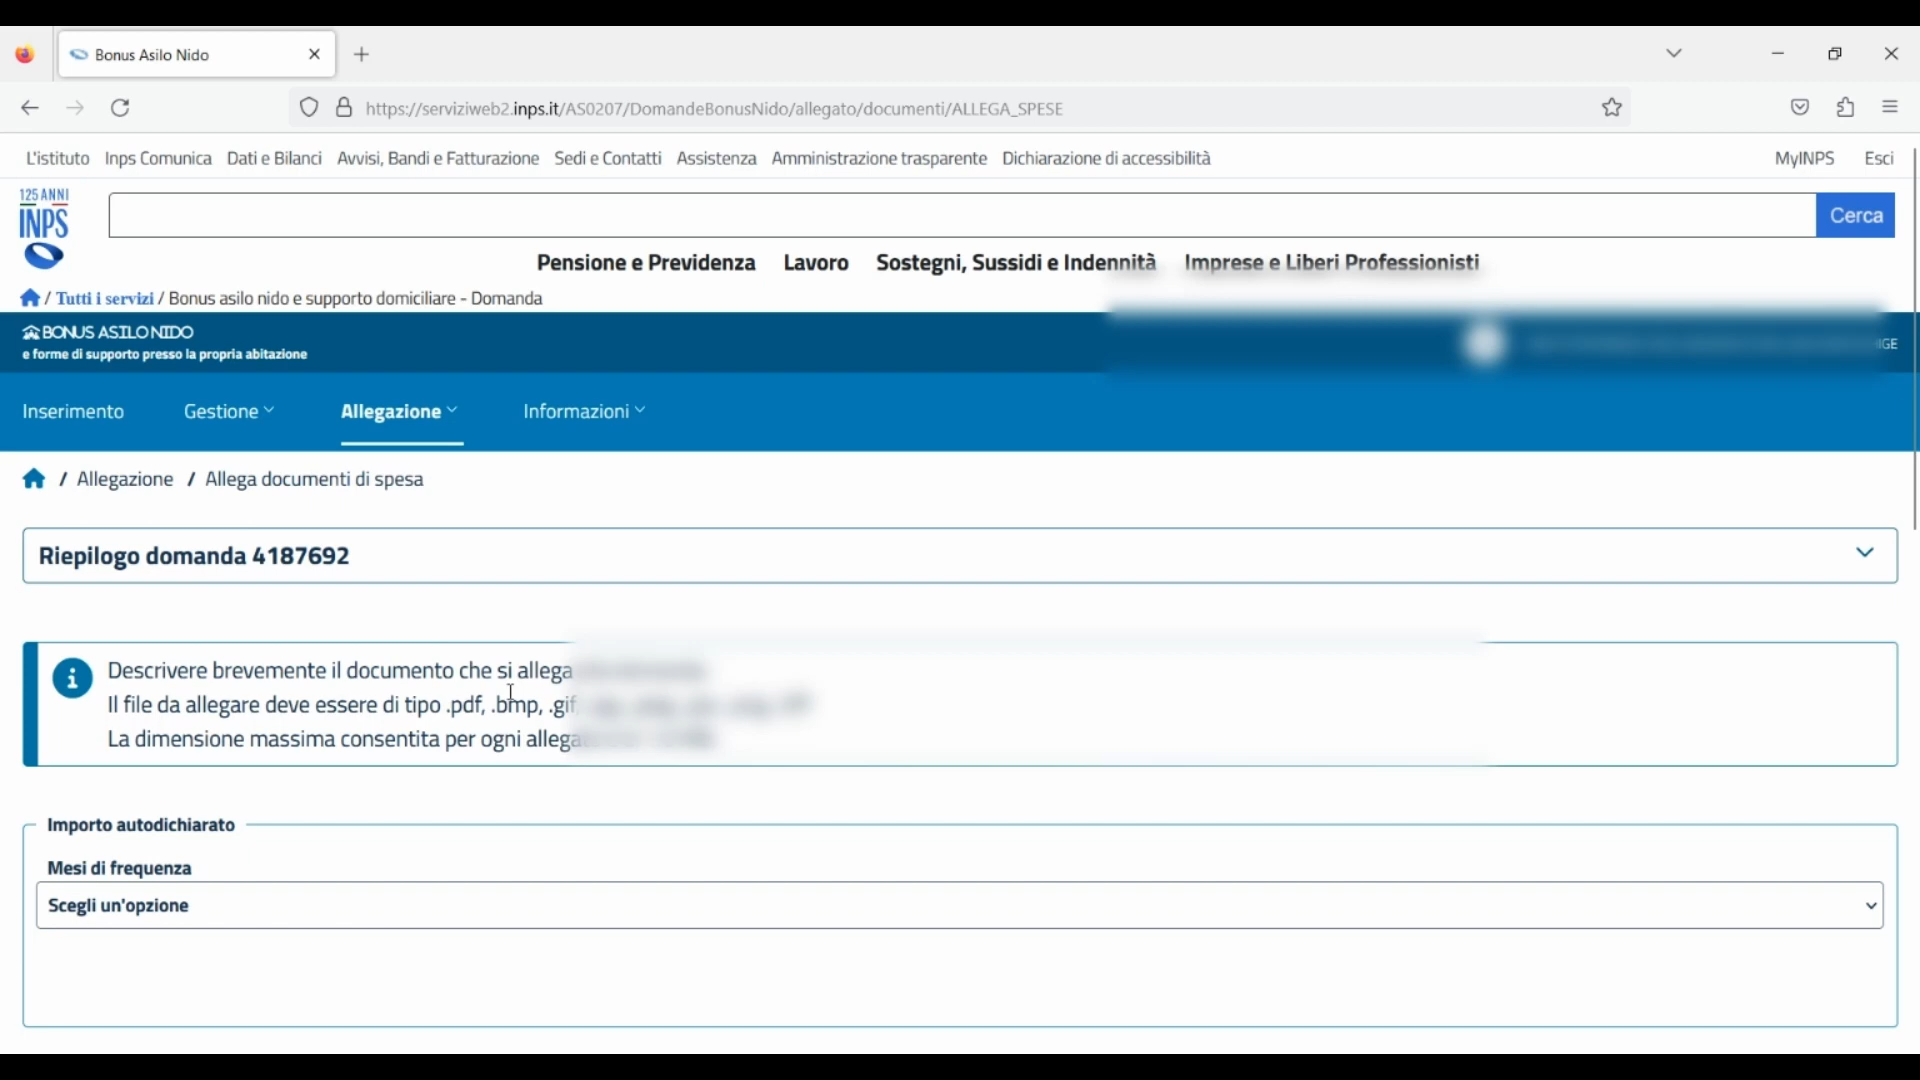 Bonus Asilo Nido
https://serviziweb2.inps.it/AS0207/DomandeBonusNido/allegato/documenti/ALLEGA_SPESE
L'istituto Inps Comunica Dati e Bilanci Avvisi, Bandi e Fatturazione Sedi e Contatti Assistenza Amministrazione trasparente Dichiarazione di accessibilità MyINPS Esci
125 ANNI
INPS
Cerca
Pensione e Previdenza Lavoro Sostegni, Sussidi e Indennità Imprese e Liberi Professionisti
/ Tutti i servizi / Bonus asilo nido e supporto domiciliare - Domanda
BONUS ASILO NIDO
e forme di supporto presso la propria abitazione
Inserimento Gestione Allegazione Informazioni
/ Allegazione / Allega documenti di spesa
Riepilogo domanda 4187692
Descrivere brevemente il documento che si allega
Il file da allegare deve essere di tipo .pdf, .bmp, .gif
La dimensione massima consentita per ogni
Importo autodichiarato
Mesi di frequenza
Scegli un'opzione